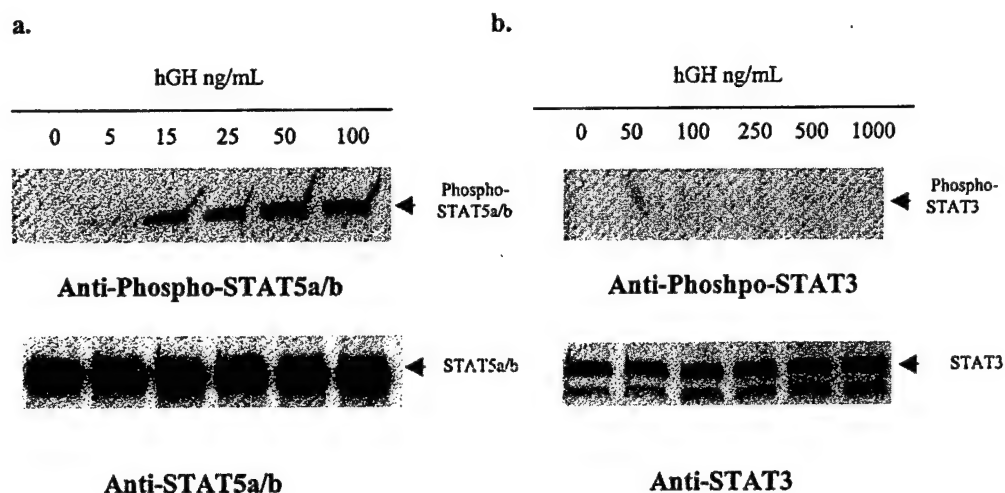 a.
hGH ng/mL
0 5 15 25 50 100
Phospho-
STAT5a/b
Anti-Phospho-STAT5a/b
STAT5a/b
Anti-STAT5a/b
b.
hGH ng/mL
0 50 100 250 500 1000
Phospho-
STAT3
Anti-Phoshpo-STAT3
STAT3
Anti-STAT3